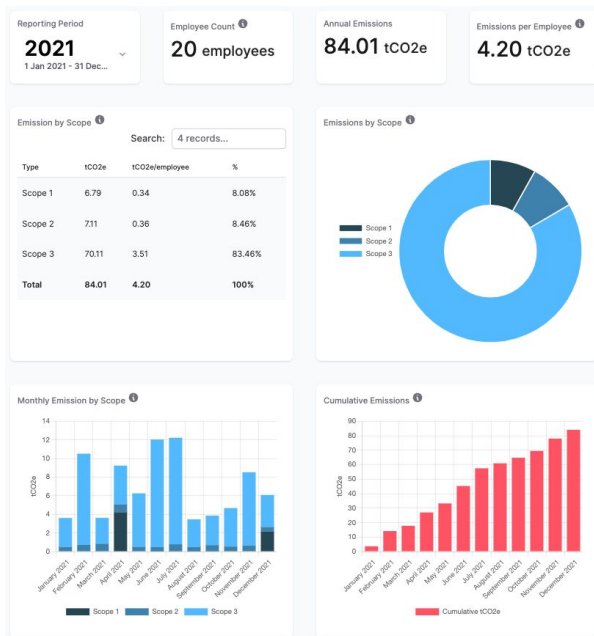 Reporting Period
2021
1 Jan 2021 - 31 Dec...
Employee Count
20 employees
Annual Emissions
84.01 tCO2e
Emissions per Employee
4.20 tCO2e
Emission by Scope
Search: 4 records...
Type tCO2e tCO2e/employee %
Scope 1 6.79 0.34 8.08%
Scope 2 7.11 0.36 8.46%
Scope 3 70.11 3.51 83.46%
Total 84.01 4.20 100%
Emissions by Scope
Scope 1
Scope 2
Scope 3
Monthly Emission by Scope
14
12
10
8
6
4
2
0
tCO2e
January 2021
February 2021
March 2021
April 2021
May 2021
June 2021
July 2021
August 2021
September 2021
October 2021
November 2021
December 2021
Scope 1 Scope 2 Scope 3
Cumulative Emissions
90
80
70
60
50
40
30
20
10
0
tCO2e
January 2021
February 2021
March 2021
April 2021
May 2021
June 2021
July 2021
August 2021
September 2021
October 2021
November 2021
December 2021
Cumulative tCO2e